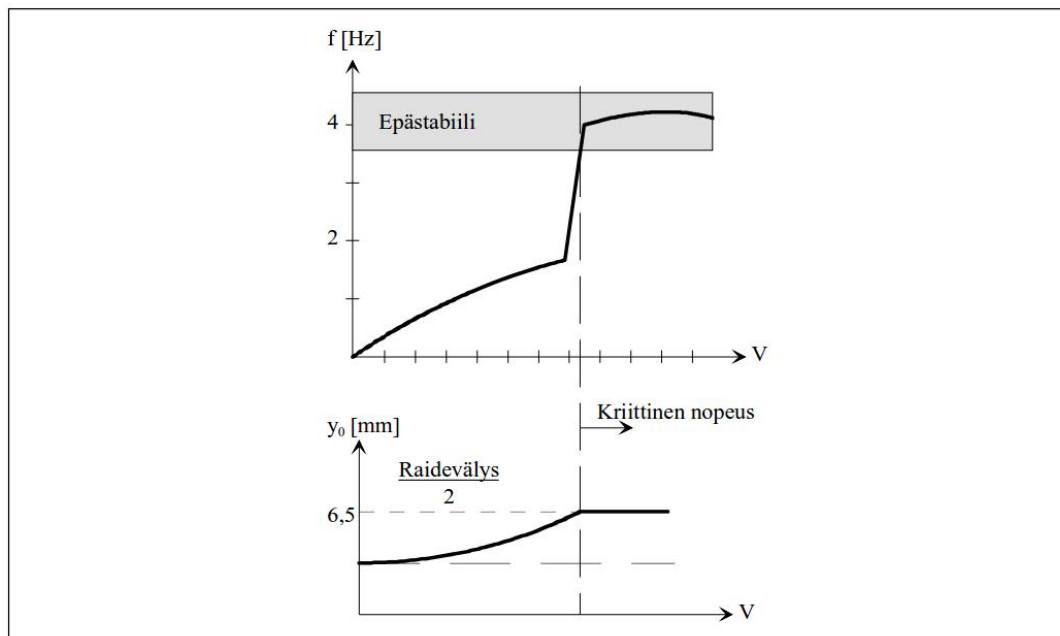 f [Hz]
4
Epästabiili
2
V
Kriittinen nopeus
y₀ [mm]
Raidevälys
2
6,5
V